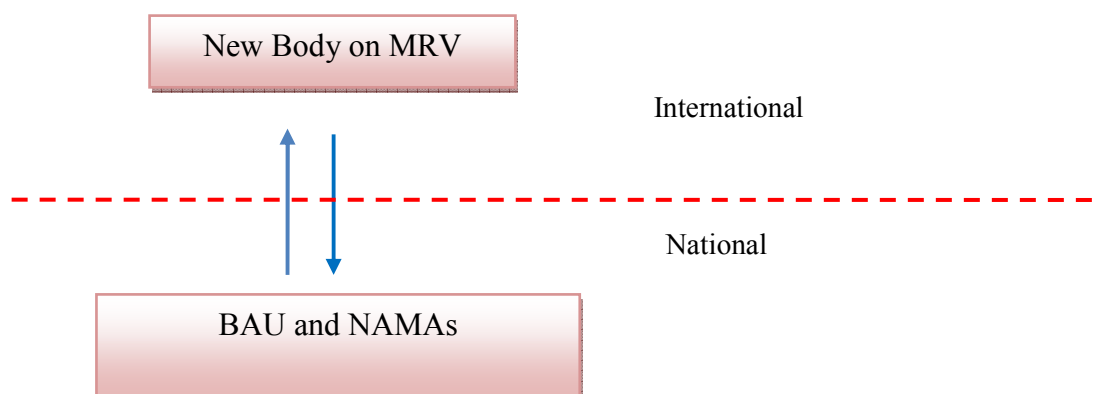 New Body on MRV
International
National
BAU and NAMAs